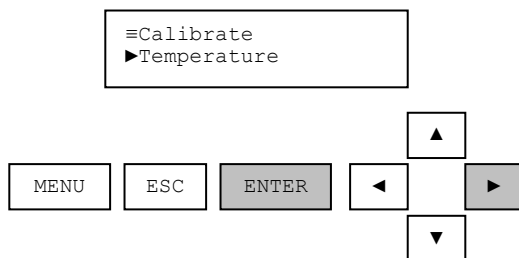 ≡Calibrate
►Temperature
▲
MENU ESC ENTER ◄ ►
▼